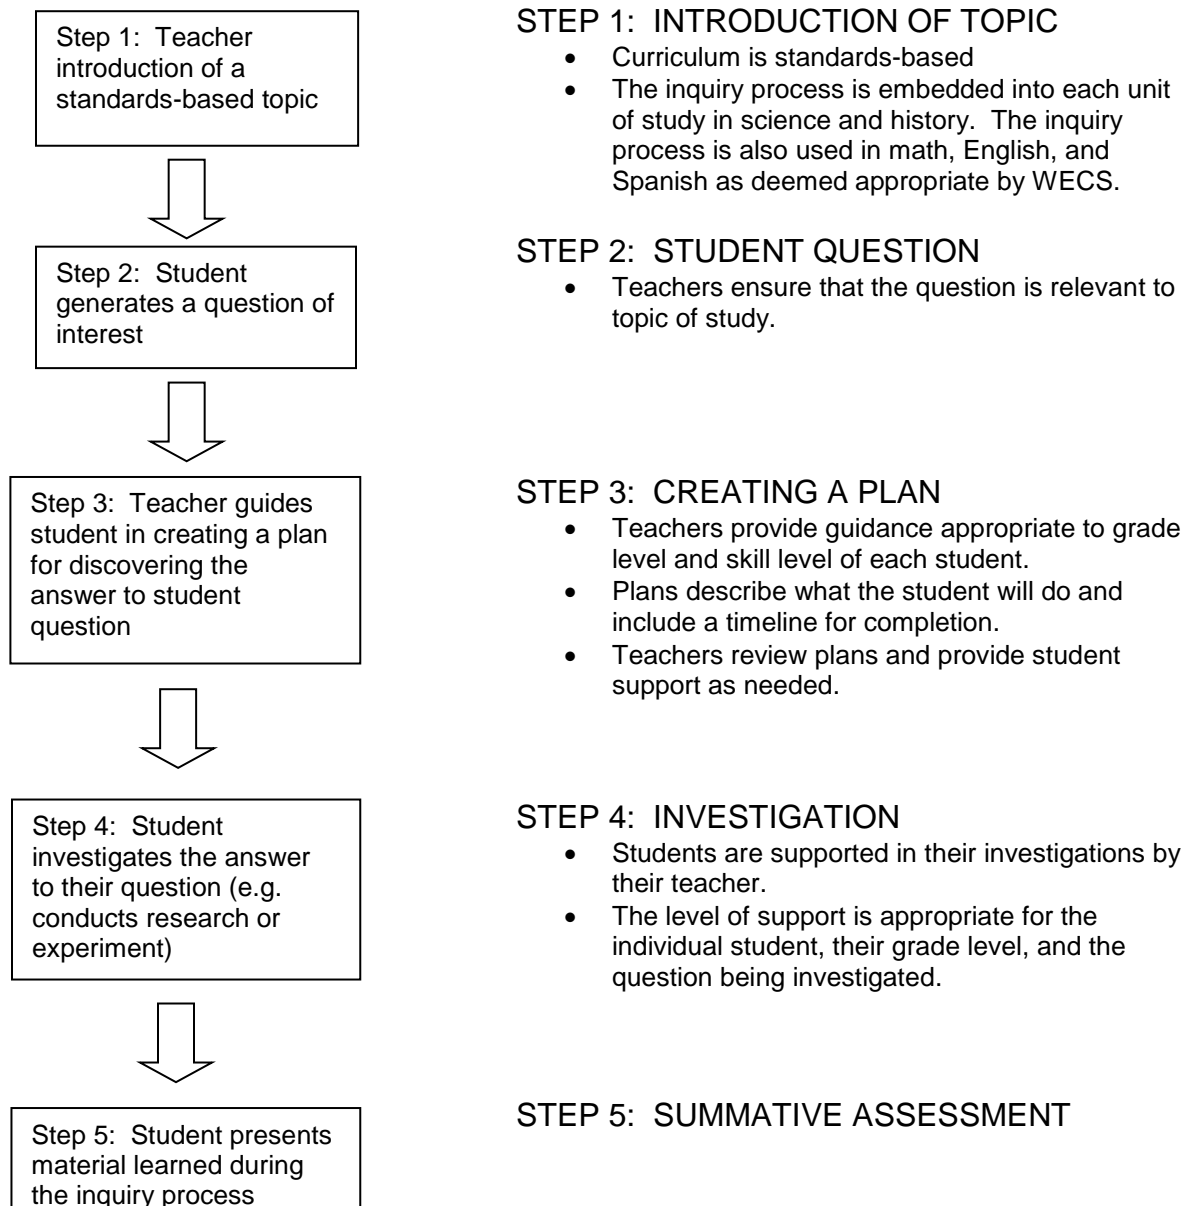 Step 1:  Teacher
introduction of a
standards-based topic
STEP 1:  INTRODUCTION OF TOPIC
• Curriculum is standards-based
• The inquiry process is embedded into each unit
of study in science and history.  The inquiry
process is also used in math, English, and
Spanish as deemed appropriate by WECS.
Step 2:  Student
generates a question of
interest
STEP 2:  STUDENT QUESTION
• Teachers ensure that the question is relevant to
topic of study.
Step 3:  Teacher guides
student in creating a plan
for discovering the
answer to student
question
STEP 3:  CREATING A PLAN
• Teachers provide guidance appropriate to grade
level and skill level of each student.
• Plans describe what the student will do and
include a timeline for completion.
• Teachers review plans and provide student
support as needed.
Step 4:  Student
investigates the answer
to their question (e.g.
conducts research or
experiment)
STEP 4:  INVESTIGATION
• Students are supported in their investigations by
their teacher.
• The level of support is appropriate for the
individual student, their grade level, and the
question being investigated.
Step 5:  Student presents
material learned during
the inquiry process
STEP 5:  SUMMATIVE ASSESSMENT